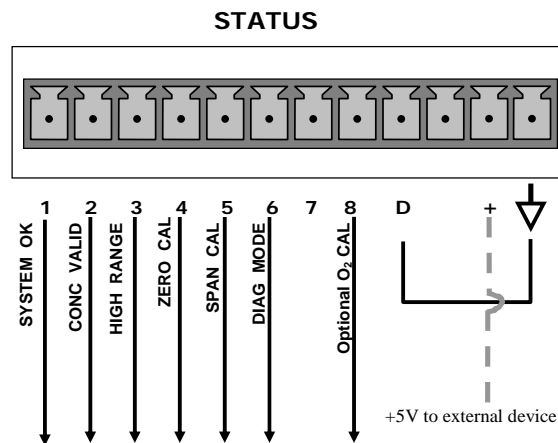 STATUS
1 2 3 4 5 6 7 8 D +
SYSTEM OK
CONC VALID
HIGH RANGE
ZERO CAL
SPAN CAL
DIAG MODE
Optional O₂ CAL
+5V to external device